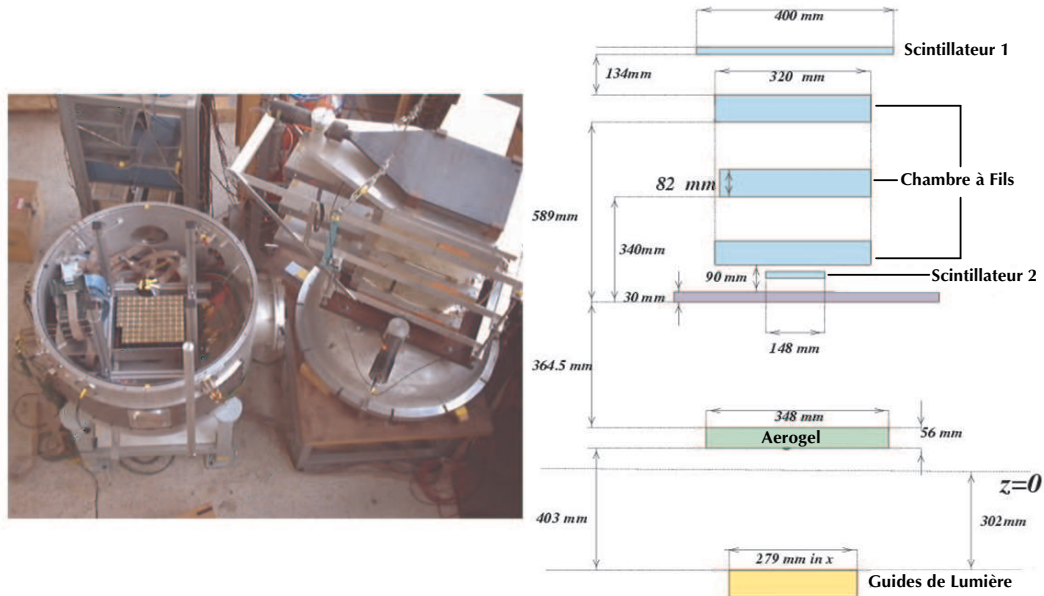 400 mm
Scintillateur 1
134mm
320 mm
82 mm
Chambre à Fils
589mm
340mm
90 mm
Scintillateur 2
30 mm
148 mm
364.5 mm
348 mm
Aerogel
56 mm
z=0
403 mm
302mm
279 mm in x
Guides de Lumière